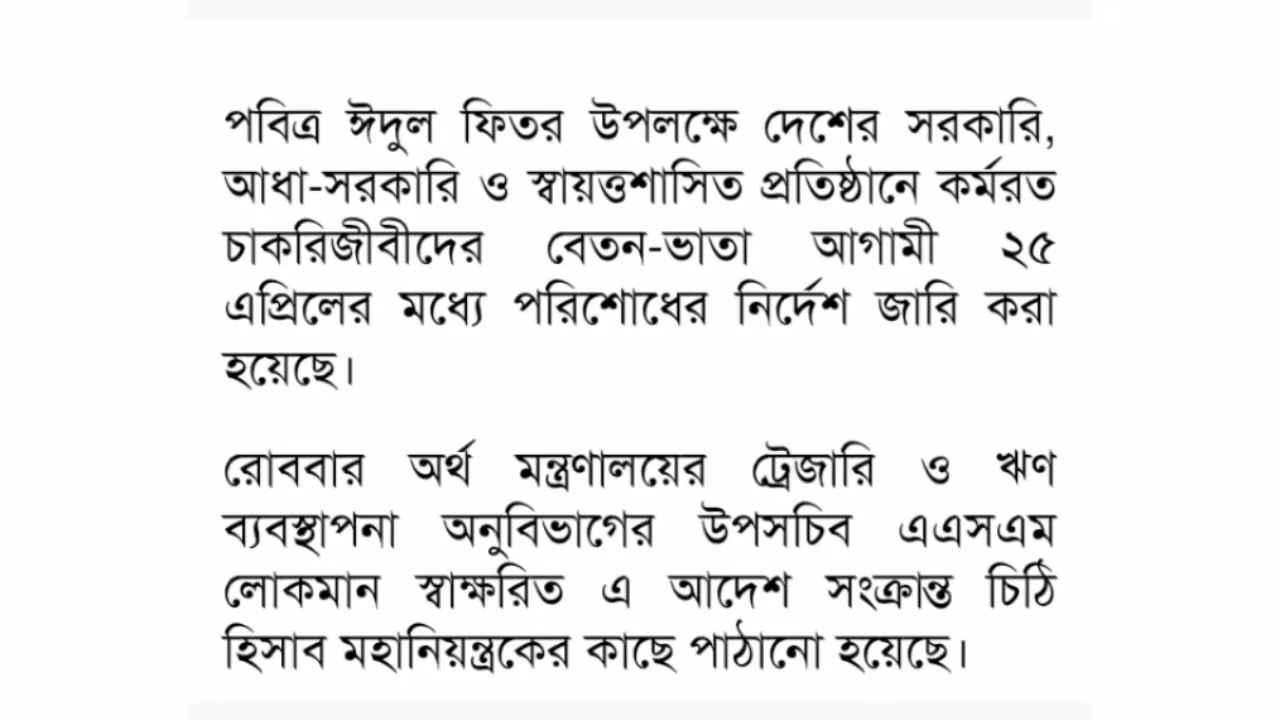 পবিত্র ঈদুল ফিতর উপলক্ষে দেশের সরকারি,
আধা-সরকারি ও স্বায়ত্তশাসিত প্রতিষ্ঠানে কর্মরত
চাকরিজীবীদের বেতন-ভাতা আগামী ২৫
এপ্রিলের মধ্যে পরিশোধের নির্দেশ জারি করা
হয়েছে।
রোববার অর্থ মন্ত্রণালয়ের ট্রেজারি ও ঋণ
ব্যবস্থাপনা অনুবিভাগের উপসচিব এএসএম
লোকমান স্বাক্ষরিত এ আদেশ সংক্রান্ত চিঠি
হিসাব মহানিয়ন্ত্রকের কাছে পাঠানো হয়েছে।